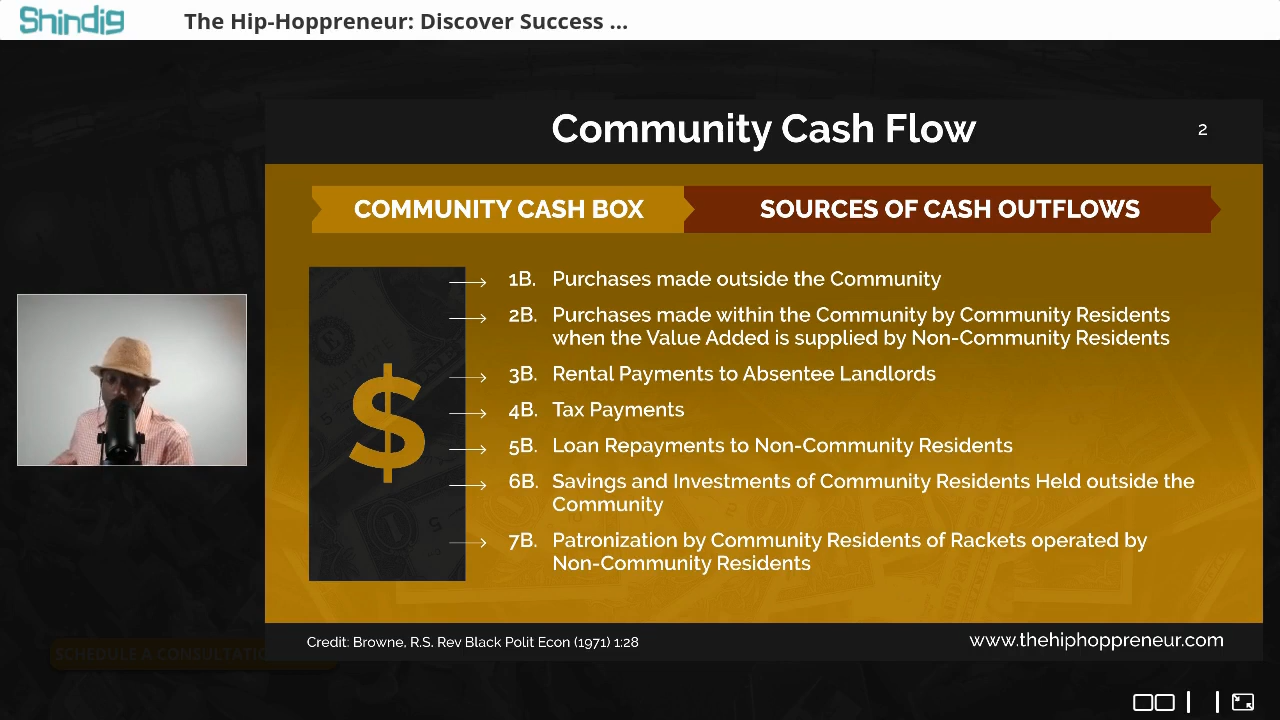 Shindig
The Hip-Hoppreneur: Discover Success ...
Community Cash Flow
2
COMMUNITY CASH BOX
SOURCES OF CASH OUTFLOWS
1B. Purchases made outside the Community
2B. Purchases made within the Community by Community Residents
when the Value Added is supplied by Non-Community Residents
3B. Rental Payments to Absentee Landlords
4B. Tax Payments
5B. Loan Repayments to Non-Community Residents
6B. Savings and Investments of Community Residents Held outside the
Community
7B. Patronization by Community Residents of Rackets operated by
Non-Community Residents
$
Credit: Browne, R.S. Rev Black Polit Econ (1971) 1:28
www.thehiphoppreneur.com
SCHEDULE A